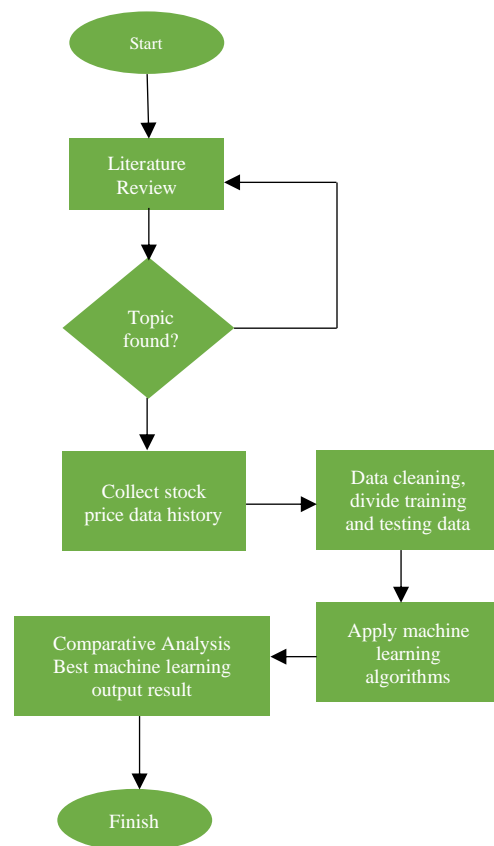 Start
Literature
Review
Topic
found?
Collect stock
price data history
Data cleaning,
divide training
and testing data
Apply machine
learning
algorithms
Comparative Analysis
Best machine learning
output result
Finish